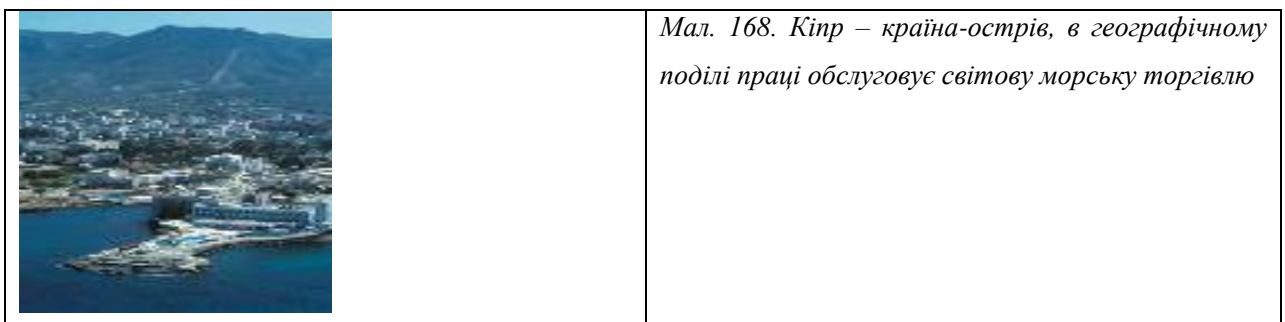 Мал. 168. Кіпр – країна-острів, в географічному
поділі праці обслуговує світову морську торгівлю